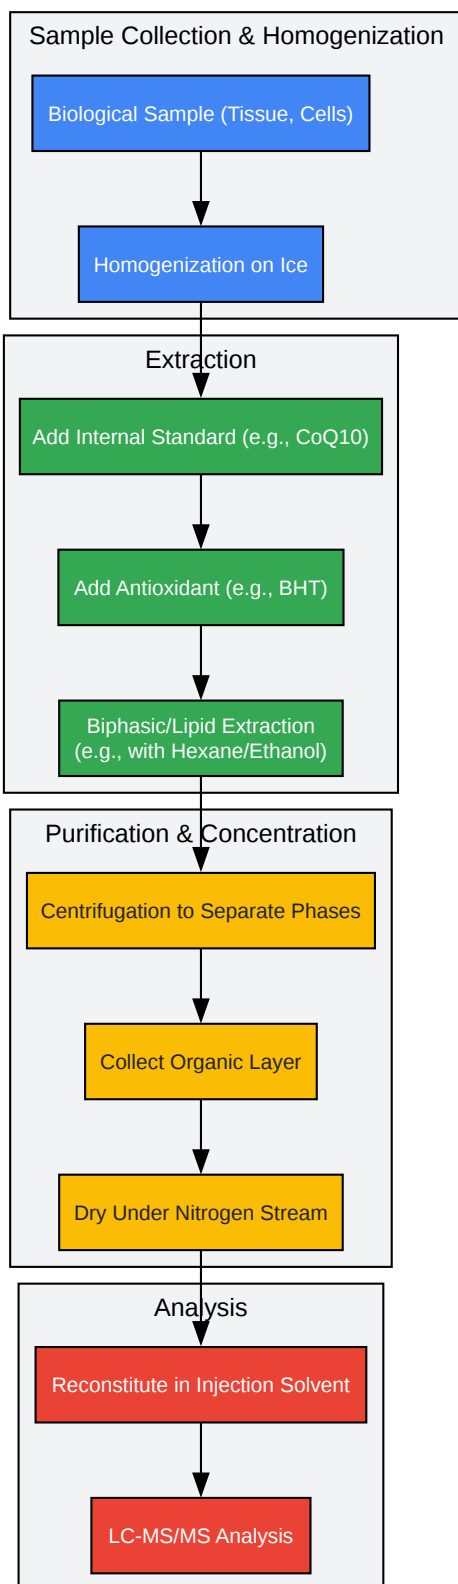 Sample Collection & Homogenization
Biological Sample (Tissue, Cells)
Homogenization on Ice
Extraction
Add Internal Standard (e.g., CoQ10)
Add Antioxidant (e.g., BHT)
Biphasic/Lipid Extraction
(e.g., with Hexane/Ethanol)
Purification & Concentration
Centrifugation to Separate Phases
Collect Organic Layer
Dry Under Nitrogen Stream
Analysis
Reconstitute in Injection Solvent
LC-MS/MS Analysis